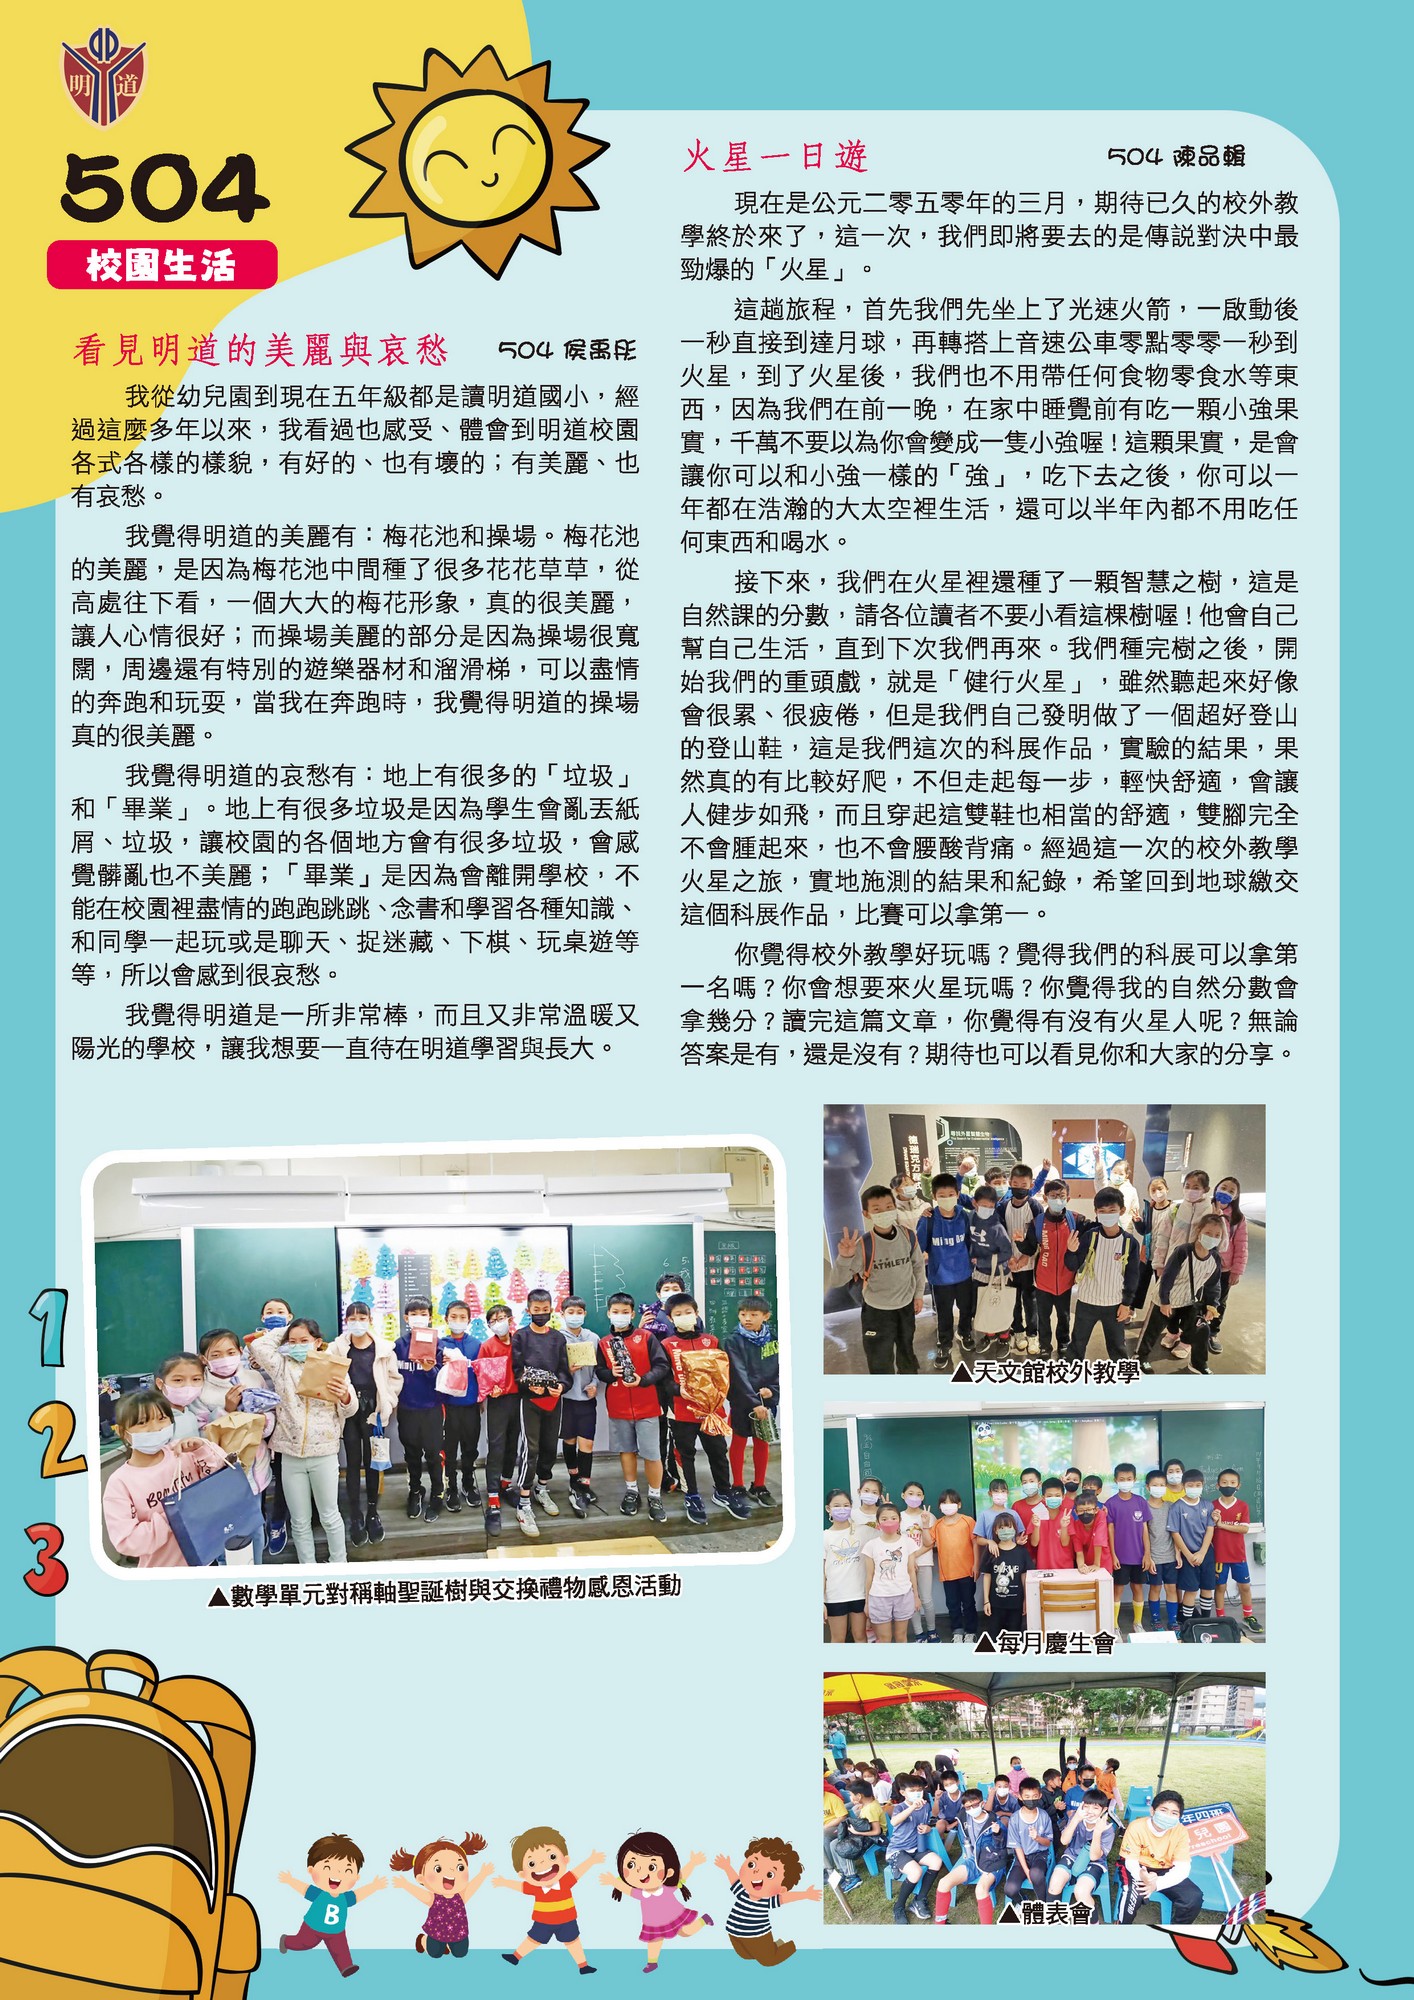 明道
504
校園生活
看見明道的美麗與哀愁 504 侯禹彤
我從幼兒園到現在五年級都是讀明道國小,經
過這麼多年以來,我看過也感受、體會到明道校園
各式各樣的樣貌,有好的、也有壞的;有美麗、也
有哀愁。
我覺得明道的美麗有:梅花池和操場。梅花池
的美麗,是因為梅花池中間種了很多花花草草,從
高處往下看,一個大大的梅花形象,真的很美麗,
讓人心情很好;而操場美麗的部分是因為操場很寬
闊,周邊還有特別的遊樂器材和溜滑梯,可以盡情
的奔跑和玩耍,當我在奔跑時,我覺得明道的操場
真的很美麗。
我覺得明道的哀愁有:地上有很多的「垃圾」
和「畢業」。地上有很多垃圾是因為學生會亂丟紙
屑、垃圾,讓校園的各個地方會有很多垃圾,會感
覺髒亂也不美麗;「畢業」是因為會離開學校,不
能在校園裡盡情的跑跑跳跳、念書和學習各種知識、
和同學一起玩或是聊天、捉迷藏、下棋、玩桌遊等
等,所以會感到很哀愁。
我覺得明道是一所非常棒,而且又非常溫暖又
陽光的學校,讓我想要一直待在明道學習與長大。
火星一日遊 504 陳品賴
現在是公元二零五零年的三月,期待已久的校外教
學終於來了,這一次,我們即將要去的是傳說對決中最
勁爆的「火星」。
這趟旅程,首先我們先坐上了光速火箭,一啟動後
一秒直接到達月球,再轉搭上音速公車零點零零一秒到
火星,到了火星後,我們也不用帶任何食物零食水等東
西,因為我們在前一晚,在家中睡覺前有吃一顆小強果
實,千萬不要以為你會變成一隻小強喔!這顆果實,是會
讓你可以和小強一樣的「強」,吃下去之後,你可以一
年都在浩瀚的大太空裡生活,還可以半年內都不用吃任
何東西和喝水。
接下來,我們在火星裡還種了一顆智慧之樹,這是
自然課的分數,請各位讀者不要小看這棵樹喔!他會自己
幫自己生活,直到下次我們再來。我們種完樹之後,開
始我們的重頭戲,就是「健行火星」,雖然聽起來好像
會很累、很疲倦,但是我們自己發明做了一個超好登山
的登山鞋,這是我們這次的科展作品,實驗的結果,果
然真的有比較好爬,不但走起每一步,輕快舒適,會讓
人健步如飛,而且穿起這雙鞋也相當的舒適,雙腳完全
不會腫起來,也不會腰酸背痛。經過這一次的校外教學
火星之旅,實地施測的結果和紀錄,希望回到地球繳交
這個科展作品,比賽可以拿第一。
你覺得校外教學好玩嗎?覺得我們的科展可以拿第
一名嗎?你會想要來火星玩嗎?你覺得我的自然分數會
拿幾分?讀完這篇文章,你覺得有沒有火星人呢?無論
答案是有,還是沒有?期待也可以看見你和大家的分享。
▲數學單元對稱軸聖誕樹與交換禮物感恩活動
▲天文館校外教學
▲每月慶生會
▲體表會
1
2
3
B
德瑞克方程式
年四班
兒園